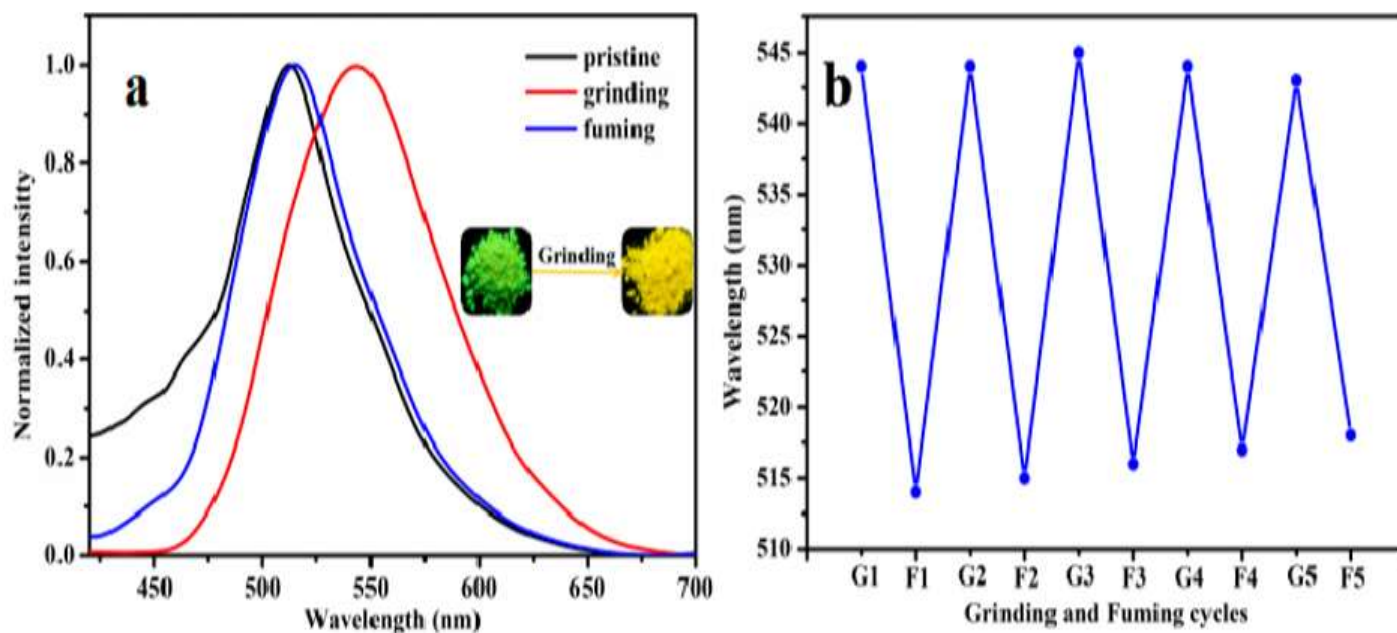 a
pristine
grinding
fuming
Grinding
Normalized intensity
1.0
0.8
0.6
0.4
0.2
0.0
450
500
550
600
650
700
Wavelength (nm)
b
Wavelength (nm)
545
540
535
530
525
520
515
510
G1
F1
G2
F2
G3
F3
G4
F4
G5
F5
Grinding and Fuming cycles